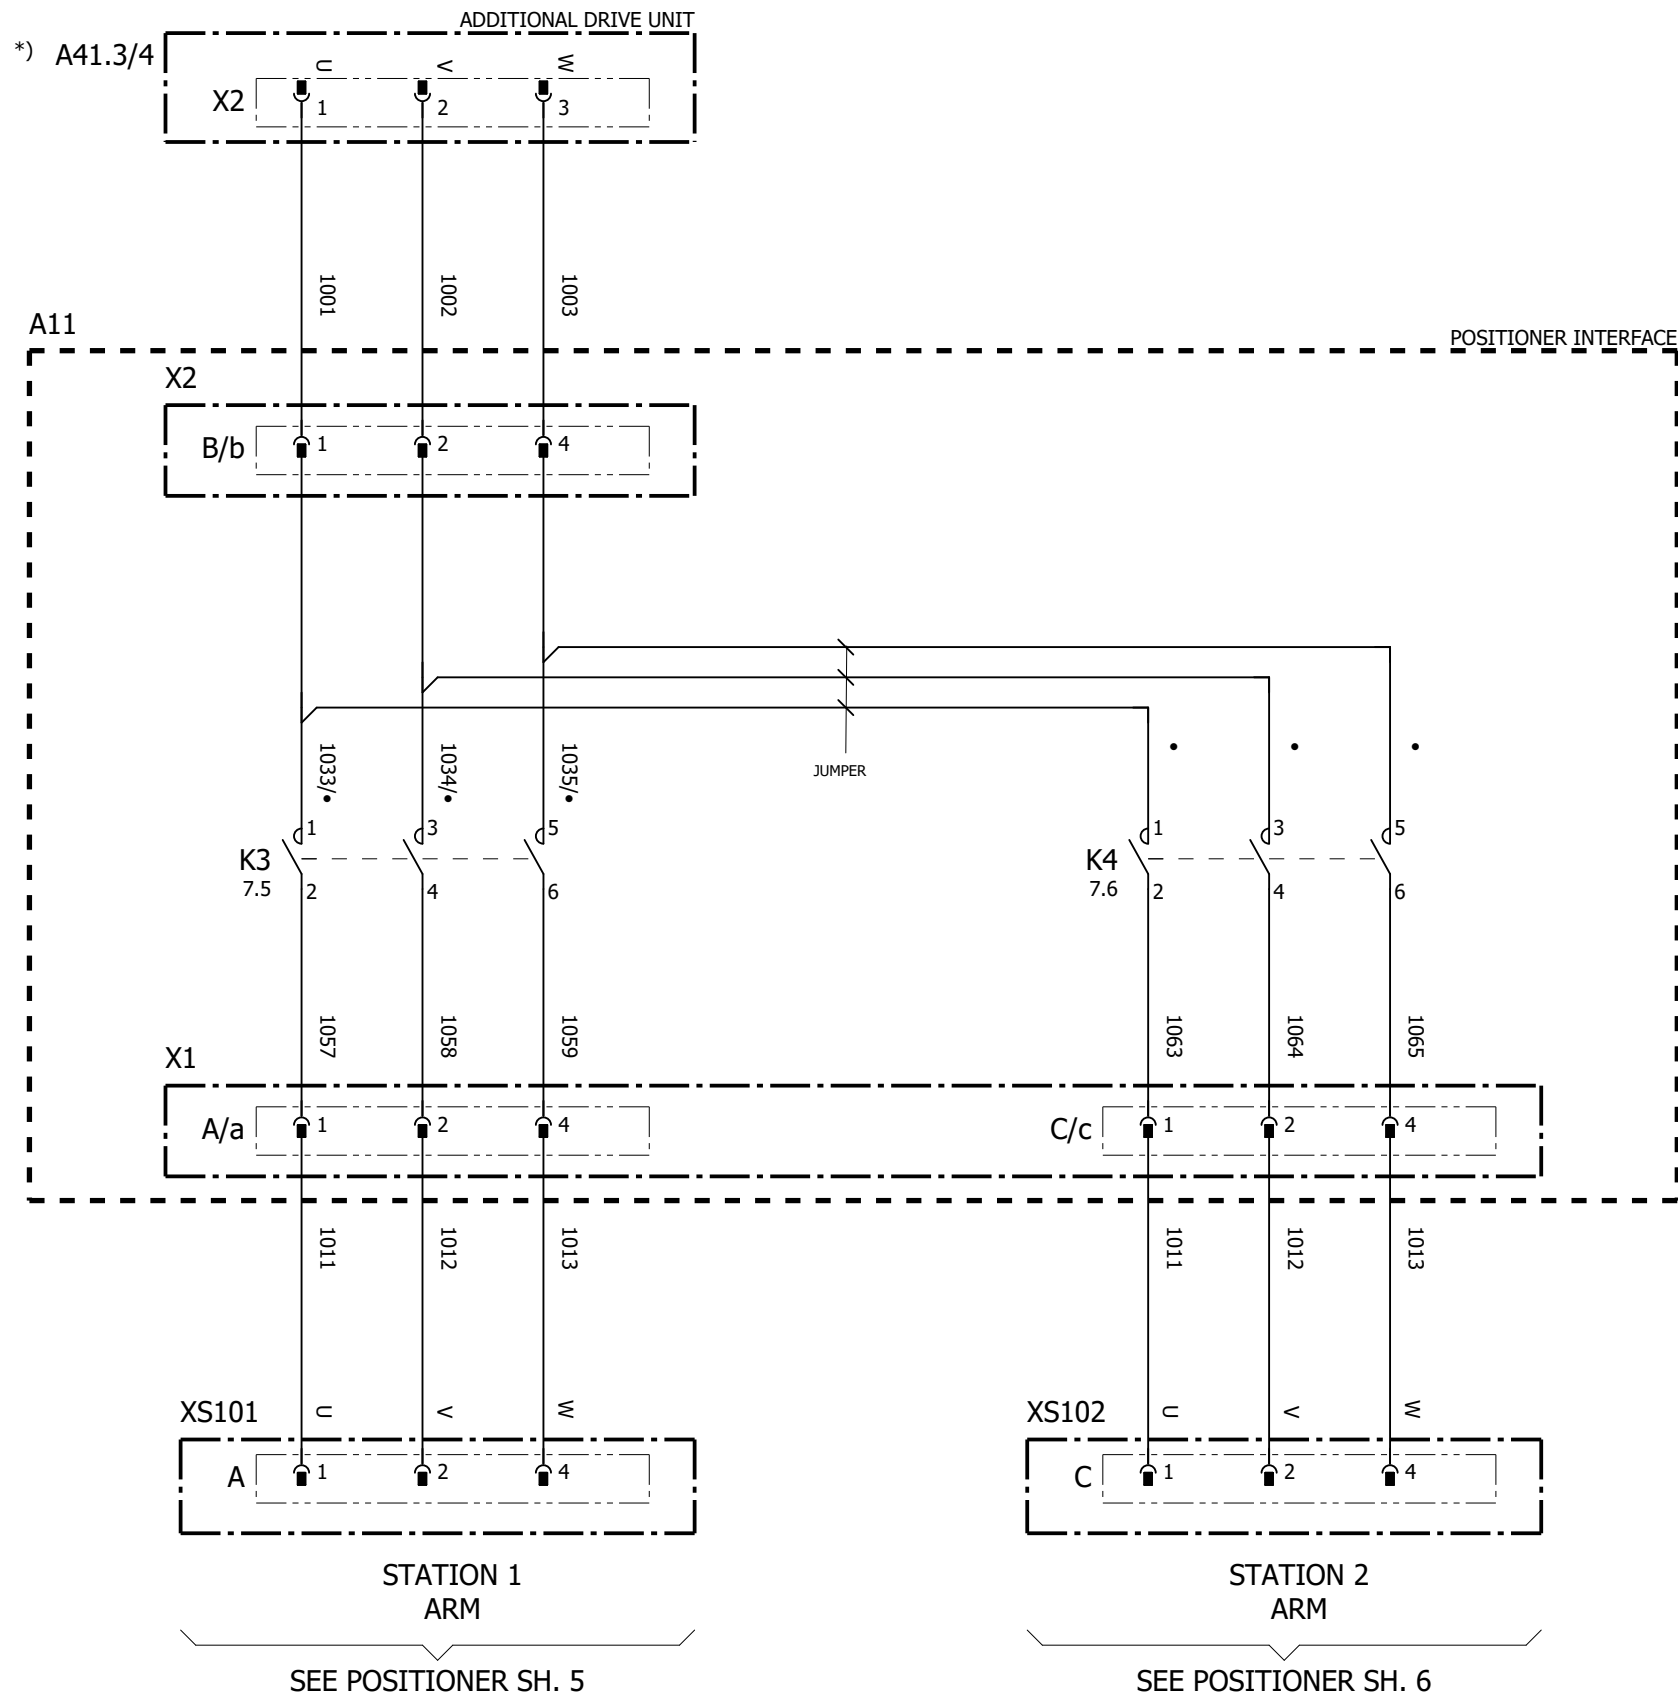 ADDITIONAL DRIVE UNIT
*) A41.3/4
U V W
X2 1 2 3
1001 1002 1003
A11
POSITIONER INTERFACE
X2
B/b 1 2 4
1033/• 1034/• 1035/•
JUMPER
• • •
1 3 5 1 3 5
K3 K4
7.5 2 4 6 7.6 2 4 6
1057 1058 1059 1063 1064 1065
X1
A/a 1 2 4 C/c 1 2 4
1011 1012 1013 1011 1012 1013
XS101 U V W XS102 U V W
A 1 2 4 C 1 2 4
STATION 1 STATION 2
ARM ARM
SEE POSITIONER SH. 5 SEE POSITIONER SH. 6